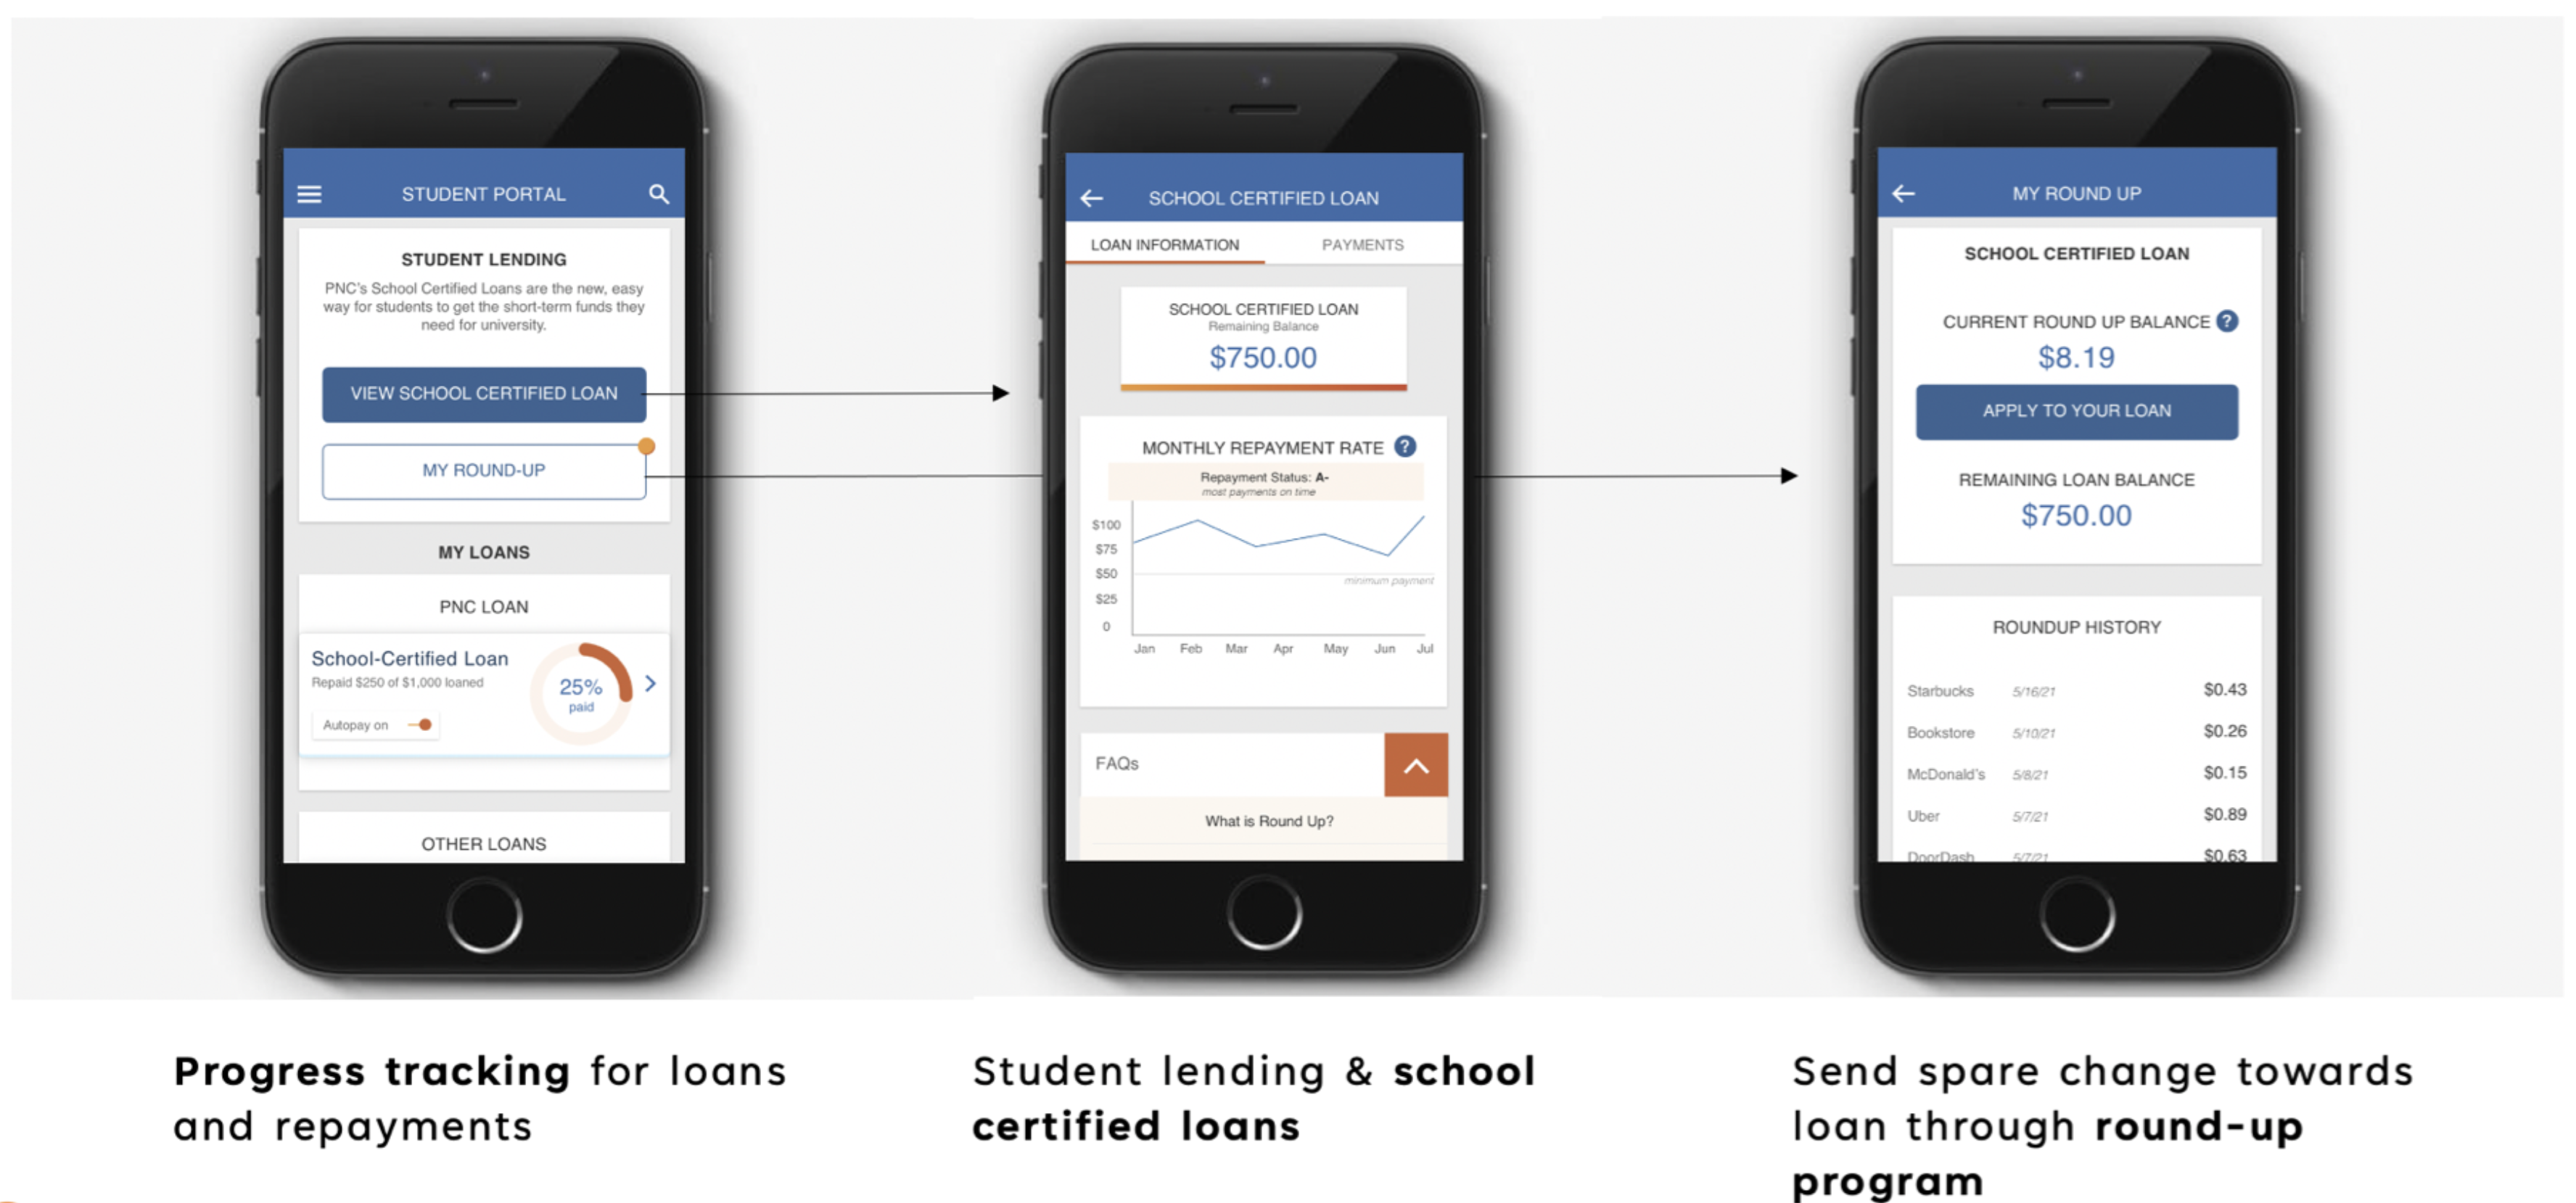 STUDENT PORTAL
STUDENT LENDING
PNC's School Certified Loans are the new, easy
way for students to get the short-term funds they
need for university.
VIEW SCHOOL CERTIFIED LOAN
MY ROUND-UP
MY LOANS
PNC LOAN
School-Certified Loan
Repaid $250 of $1,000 loaned
25%
paid
Autopay on
OTHER LOANS
SCHOOL CERTIFIED LOAN
LOAN INFORMATION PAYMENTS
SCHOOL CERTIFIED LOAN
Remaining Balance
$750.00
MONTHLY REPAYMENT RATE ?
Repayment Status: A-
most payments on time
$100
$75
$50
minimum payment
$25
0
Jan Feb Mar Apr May Jun Jul
FAQs
What is Round Up?
MY ROUND UP
SCHOOL CERTIFIED LOAN
CURRENT ROUND UP BALANCE ?
$8.19
APPLY TO YOUR LOAN
REMAINING LOAN BALANCE
$750.00
ROUNDUP HISTORY
Starbucks 5/16/21 $0.43
Bookstore 5/10/21 $0.26
McDonald's 5/8/21 $0.15
Uber 5/7/21 $0.89
DoorDash 5/7/21 $0.63
Progress tracking for loans
and repayments
Student lending & school
certified loans
Send spare change towards
loan through round-up
program